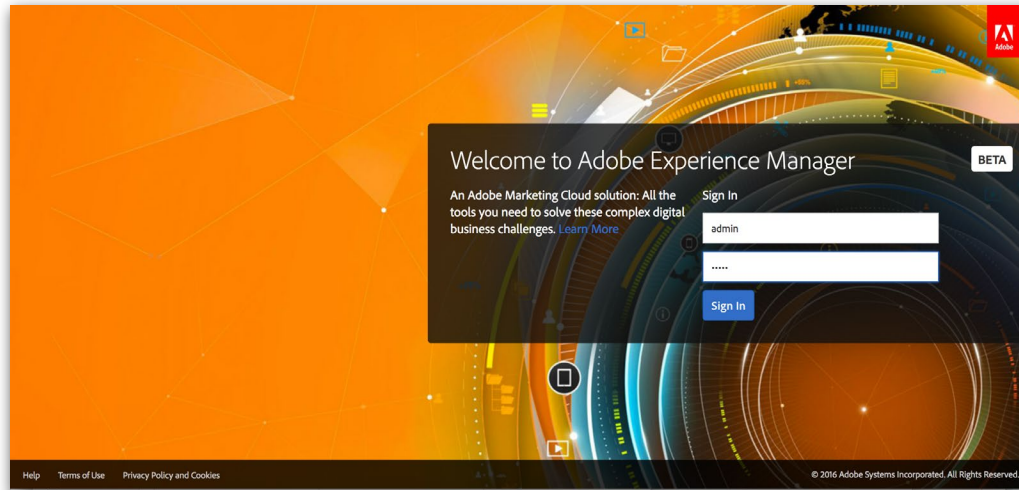 Adobe
+55%
Welcome to Adobe Experience Manager
BETA
An Adobe Marketing Cloud solution: All the
tools you need to solve these complex digital
business challenges. Learn More
Sign In
admin
•••••
Sign In
Help
Terms of Use
Privacy Policy and Cookies
© 2016 Adobe Systems Incorporated. All Rights Reserved.